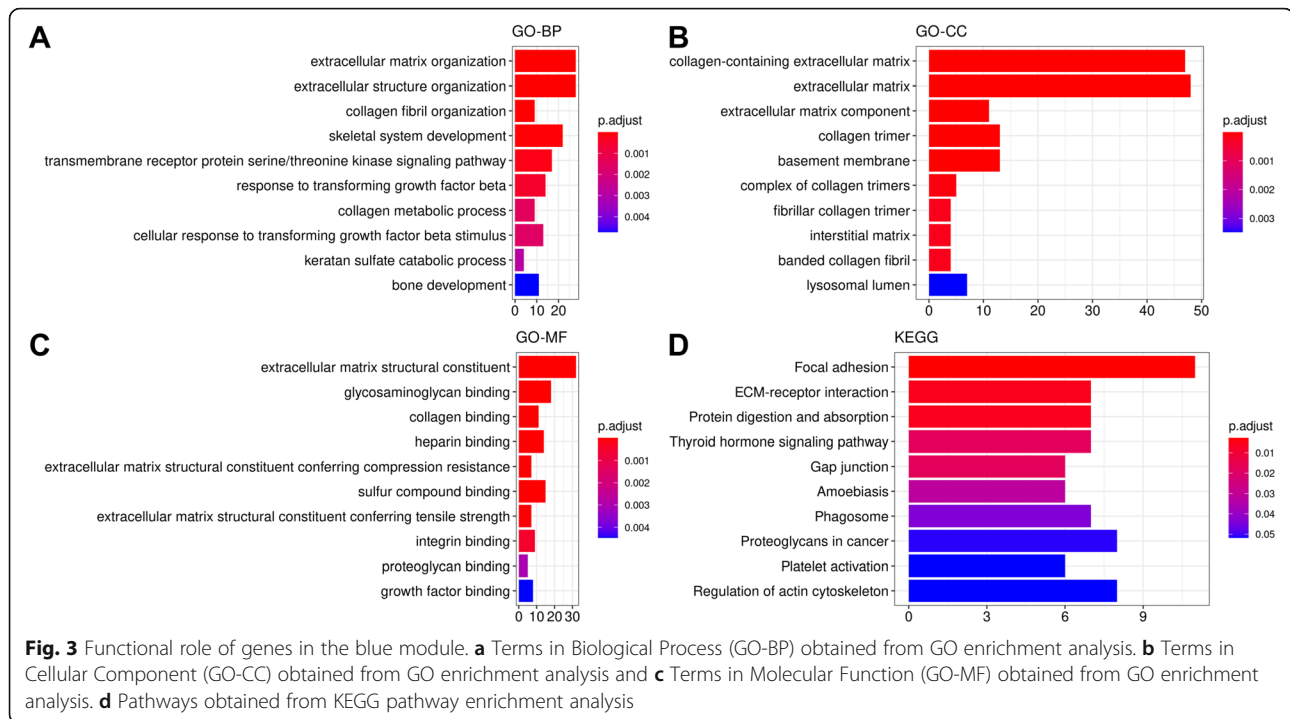 A
GO-BP
extracellular matrix organization
extracellular structure organization
collagen fibril organization
skeletal system development
transmembrane receptor protein serine/threonine kinase signaling pathway
response to transforming growth factor beta
collagen metabolic process
cellular response to transforming growth factor beta stimulus
keratan sulfate catabolic process
bone development
0 10 20
p.adjust
0.001
0.002
0.003
0.004
B
GO-CC
collagen-containing extracellular matrix
extracellular matrix
extracellular matrix component
collagen trimer
basement membrane
complex of collagen trimers
fibrillar collagen trimer
interstitial matrix
banded collagen fibril
lysosomal lumen
0 10 20 30 40 50
p.adjust
0.001
0.002
0.003
C
GO-MF
extracellular matrix structural constituent
glycosaminoglycan binding
collagen binding
heparin binding
extracellular matrix structural constituent conferring compression resistance
sulfur compound binding
extracellular matrix structural constituent conferring tensile strength
integrin binding
proteoglycan binding
growth factor binding
0 10 20 30
p.adjust
0.001
0.002
0.003
0.004
D
KEGG
Focal adhesion
ECM-receptor interaction
Protein digestion and absorption
Thyroid hormone signaling pathway
Gap junction
Amoebiasis
Phagosome
Proteoglycans in cancer
Platelet activation
Regulation of actin cytoskeleton
0 3 6 9
p.adjust
0.01
0.02
0.03
0.04
0.05
Fig. 3 Functional role of genes in the blue module. a Terms in Biological Process (GO-BP) obtained from GO enrichment analysis. b Terms in
Cellular Component (GO-CC) obtained from GO enrichment analysis and c Terms in Molecular Function (GO-MF) obtained from GO enrichment
analysis. d Pathways obtained from KEGG pathway enrichment analysis